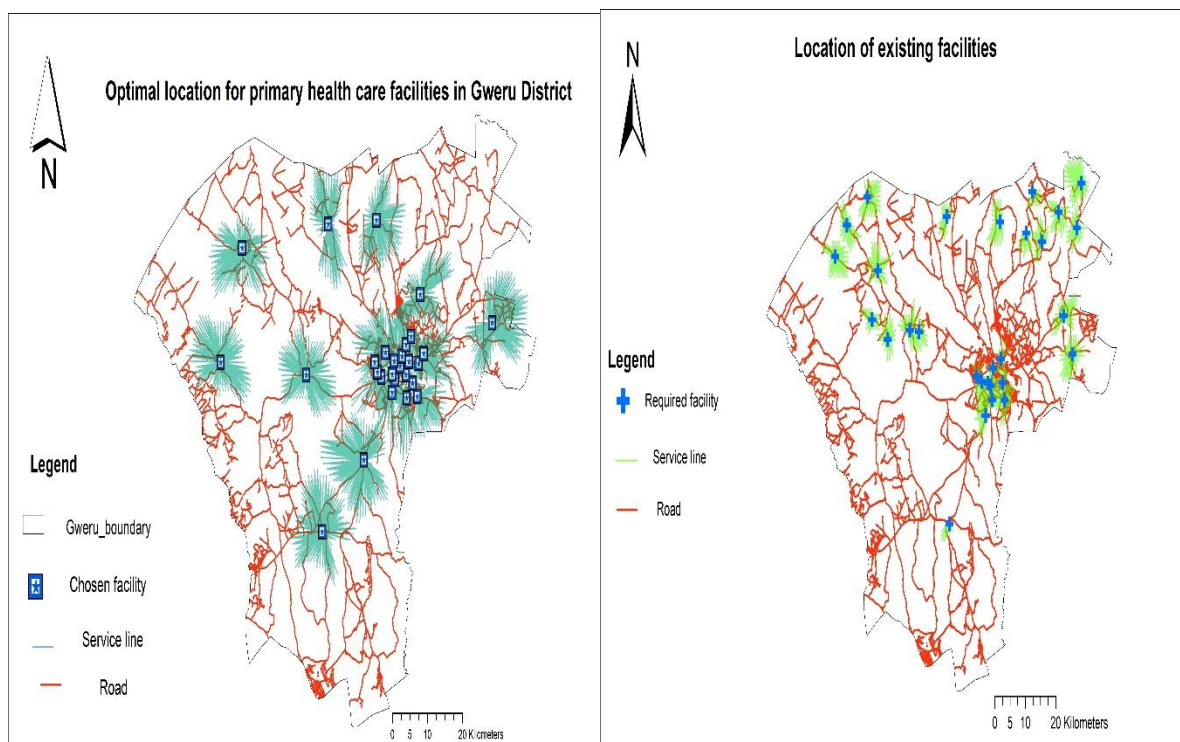 N
Optimal location for primary health care facilities in Gweru District
Legend
Gweru_boundary
Chosen facility
Service line
Road
0 5 10 20 Kilometers
N
Location of existing facilities
Legend
Required facility
Service line
Road
0 5 10 20 Kilometers